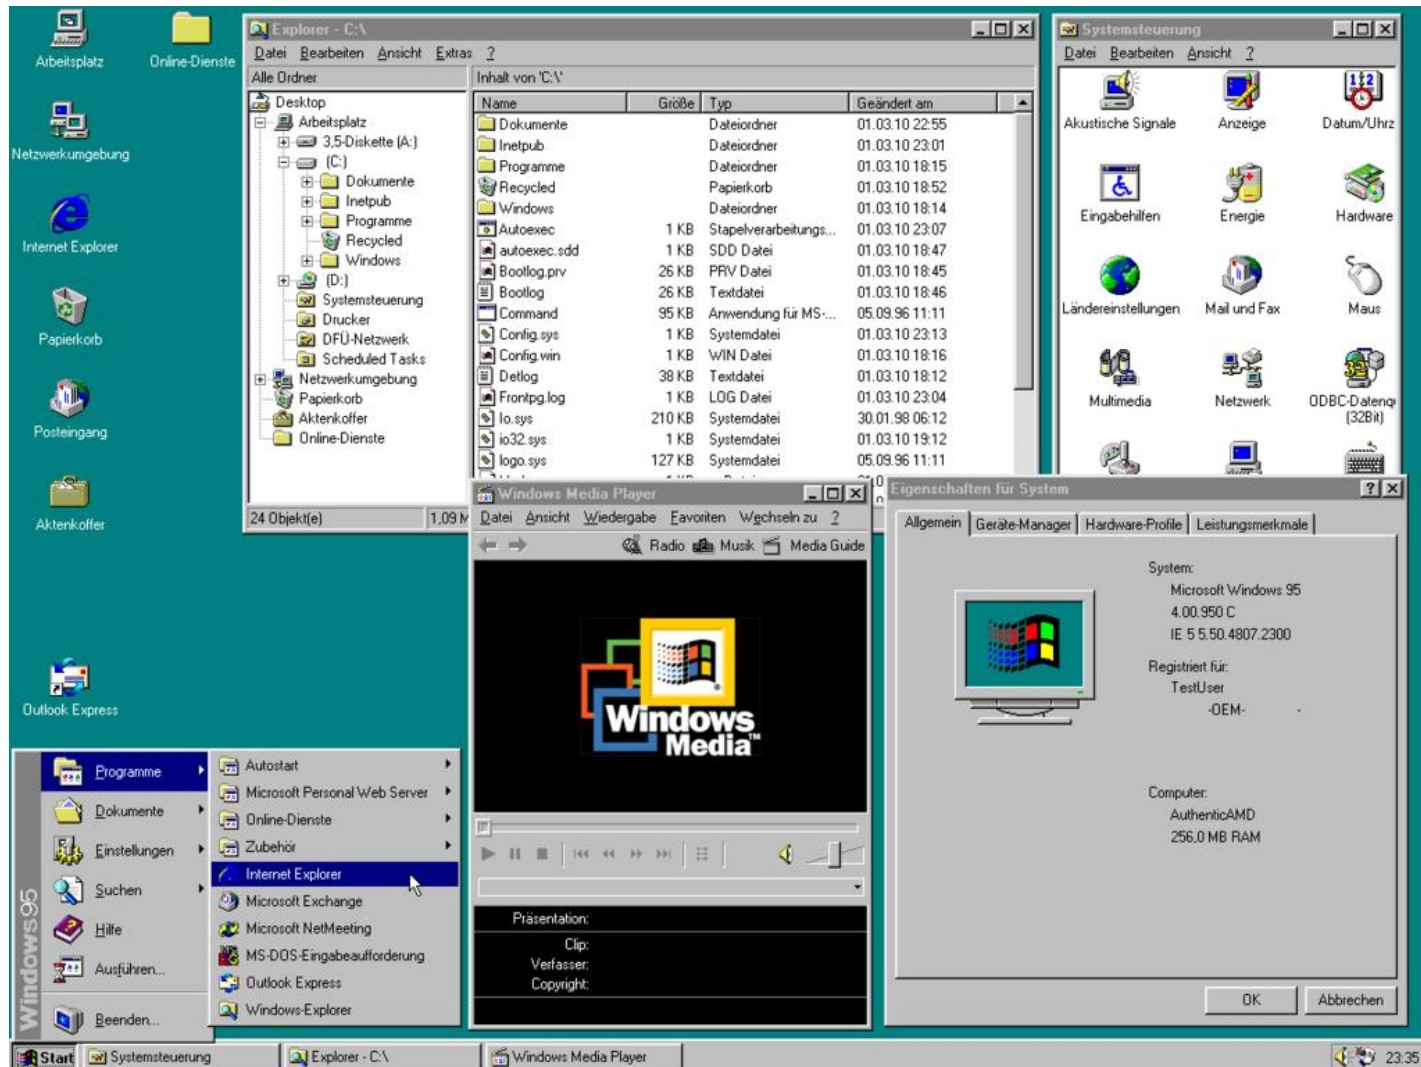 Arbeitsplatz
Online-Dienste
Netzwerkumgebung
Internet Explorer
Papierkorb
Posteingang
Aktenkoffer
Outlook Express
Explorer - C:\
Datei Bearbeiten Ansicht Extras ?
Alle Ordner
Desktop
Arbeitsplatz
3,5-Diskette (A:)
(C:)
Dokumente
Inetpub
Programme
Recycled
Windows
(D:)
Systemsteuerung
Drucker
DFÜ-Netzwerk
Scheduled Tasks
Netzwerkumgebung
Papierkorb
Aktenkoffer
Online-Dienste
Inhalt von 'C:\'
Name Größe Typ Geändert am
Dokumente Dateiordner 01.03.10 22:55
Inetpub Dateiordner 01.03.10 23:01
Programme Dateiordner 01.03.10 18:15
Recycled Papierkorb 01.03.10 18:52
Windows Dateiordner 01.03.10 18:14
Autoexec 1 KB Stapelverarbeitungs... 01.03.10 23:07
autoexec.sdd 1 KB SDD Datei 01.03.10 18:47
Bootlog.prv 26 KB PRV Datei 01.03.10 18:45
Bootlog 26 KB Textdatei 01.03.10 18:46
Command 95 KB Anwendung für MS-... 05.09.96 11:11
Config.sys 1 KB Systemdatei 01.03.10 23:13
Config.win 1 KB WIN Datei 01.03.10 18:16
Detlog 38 KB Textdatei 01.03.10 18:12
Frontpg.log 1 KB LOG Datei 01.03.10 23:04
Io.sys 210 KB Systemdatei 30.01.98 06:12
io32.sys 1 KB Systemdatei 01.03.10 19:12
logo.sys 127 KB Systemdatei 05.09.96 11:11
24 Objekt(e) 1,09 M
Systemsteuerung
Datei Bearbeiten Ansicht ?
Akustische Signale Anzeige Datum/Uhrz
Eingabehilfen Energie Hardware
Ländereinstellungen Mail und Fax Maus
Multimedia Netzwerk ODBC-Datenq
(32Bit)
Windows Media Player
Datei Ansicht Wiedergabe Favoriten Wechseln zu ?
Radio Musik Media Guide
Windows
Media™
Präsentation:
Clip:
Verfasser:
Copyright:
Eigenschaften für System
Allgemein Geräte-Manager Hardware-Profile Leistungsmerkmale
System:
Microsoft Windows 95
4.00.950 C
IE 5 5.50.4807.2300
Registriert für:
TestUser
-OEM- -
Computer:
AuthenticAMD
256,0 MB RAM
OK Abbrechen
Windows95
Programme
Dokumente
Einstellungen
Suchen
Hilfe
Ausführen...
Beenden...
Autostart
Microsoft Personal Web Server
Online-Dienste
Zubehör
Internet Explorer
Microsoft Exchange
Microsoft NetMeeting
MS-DOS-Eingabeaufforderung
Outlook Express
Windows-Explorer
Start Systemsteuerung Explorer - C:\ Windows Media Player 23:35